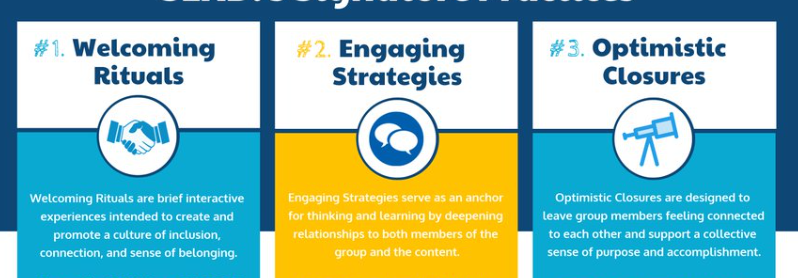 Signature Practices
#1. Welcoming
Rituals
Welcoming Rituals are brief interactive
experiences intended to create and
promote a culture of inclusion,
connection, and sense of belonging.
#2. Engaging
Strategies
Engaging Strategies serve as an anchor
for thinking and learning by deepening
relationships to both members of the
group and the content.
#3. Optimistic
Closures
Optimistic Closures are designed to
leave group members feeling connected
to each other and support a collective
sense of purpose and accomplishment.